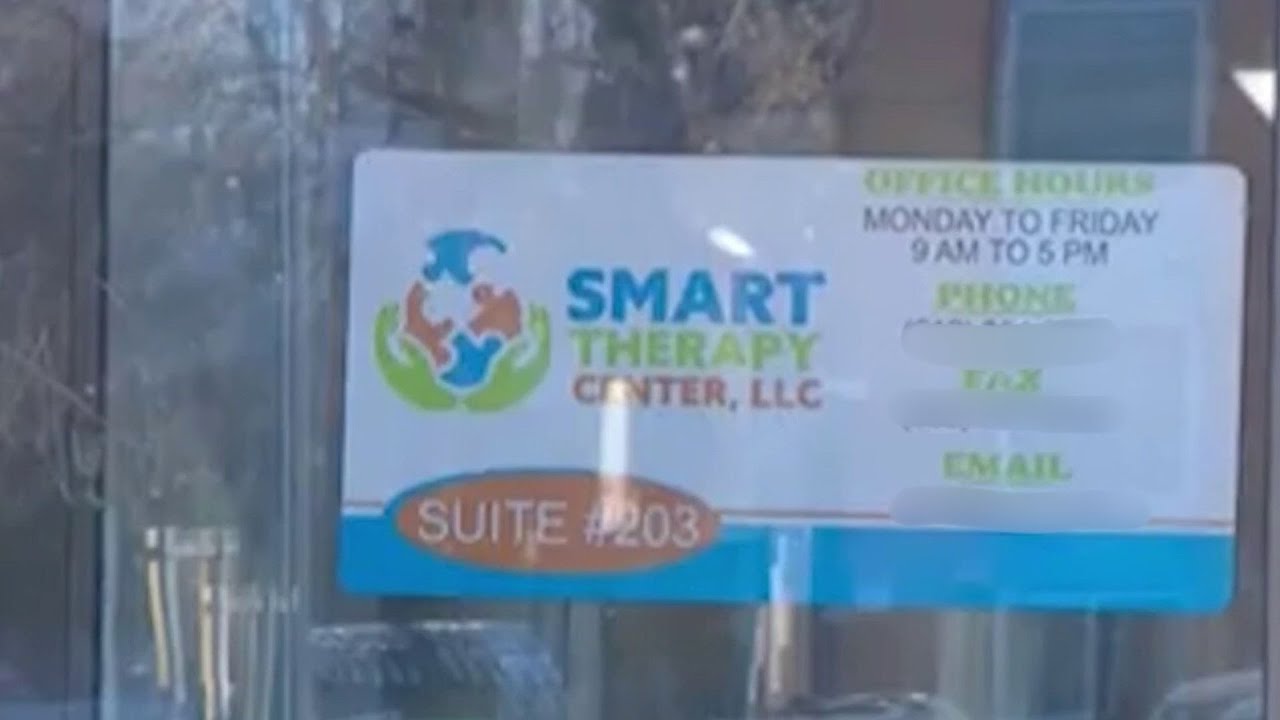 SMART
THERAPY
CENTER, LLC
SUITE #203
OFFICE HOURS
MONDAY TO FRIDAY
9 AM TO 5 PM
PHONE
FAX
EMAIL